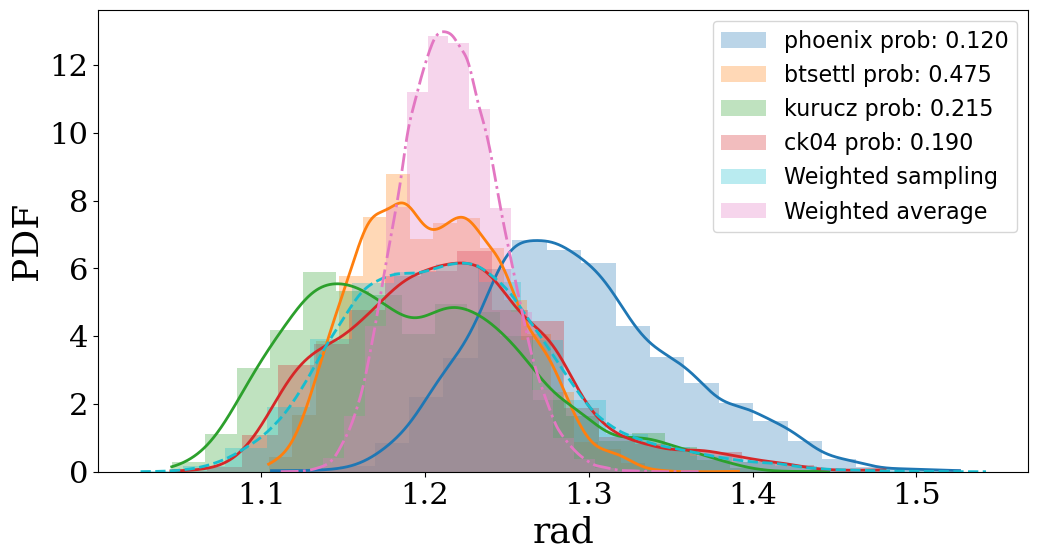 phoenix prob: 0.120
btsettl prob: 0.475
kurucz prob: 0.215
ck04 prob: 0.190
Weighted sampling
Weighted average
PDF
12
10
8
6
4
2
0
1.1 1.2 1.3 1.4 1.5
rad